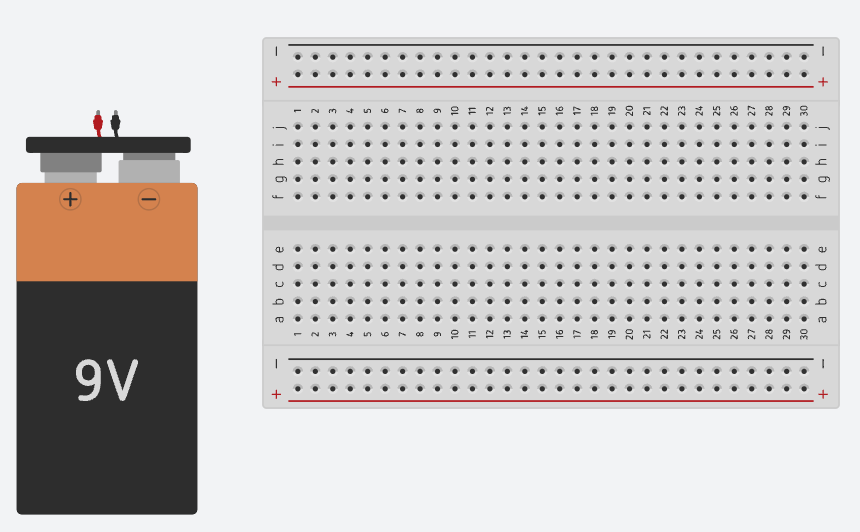 − −
+ +
1 2 3 4 5 6 7 8 9 10 11 12 13 14 15 16 17 18 19 20 21 22 23 24 25 26 27 28 29 30
j j
i i
h h
g g
f f
+ −
e e
d d
c c
b b
a a
1 2 3 4 5 6 7 8 9 10 11 12 13 14 15 16 17 18 19 20 21 22 23 24 25 26 27 28 29 30
− −
9V
+ +